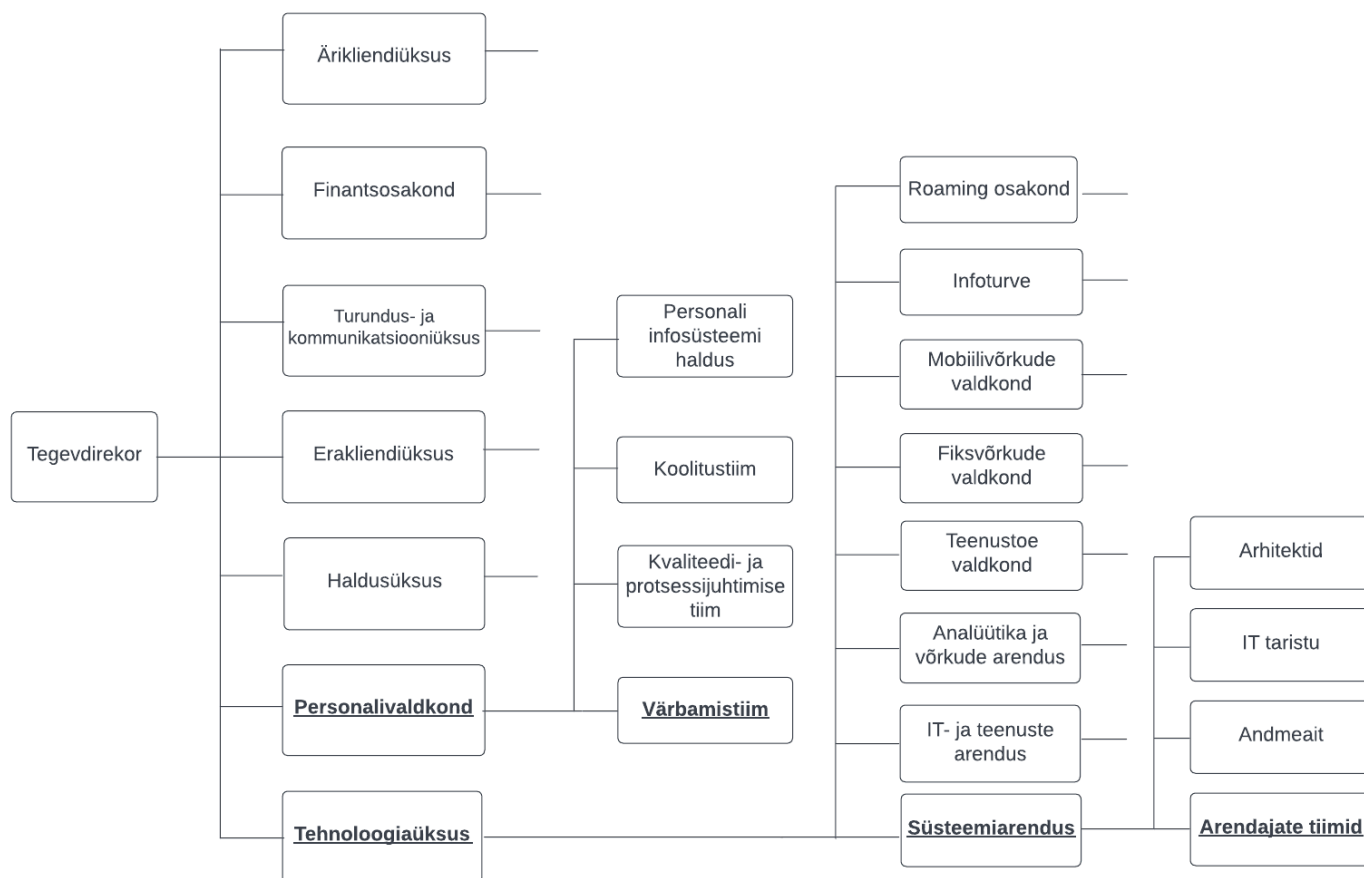 Tegevdirekor
Ärikliendiüksus
Finantsosakond
Turundus- ja
kommunikatsiooniüksus
Erakliendiüksus
Haldusüksus
Personalivaldkond
Tehnoloogiaüksus
Personali
infosüsteemi
haldus
Koolitustiim
Kvaliteedi- ja
protsessijuhtimise
tiim
Värbamistiim
Roaming osakond
Infoturve
Mobiilivõrkude
valdkond
Fiksvõrkude
valdkond
Teenustoe
valdkond
Analüütika ja
võrkude arendus
IT- ja teenuste
arendus
Süsteemiarendus
Arhitektid
IT taristu
Andmeait
Arendajate tiimid